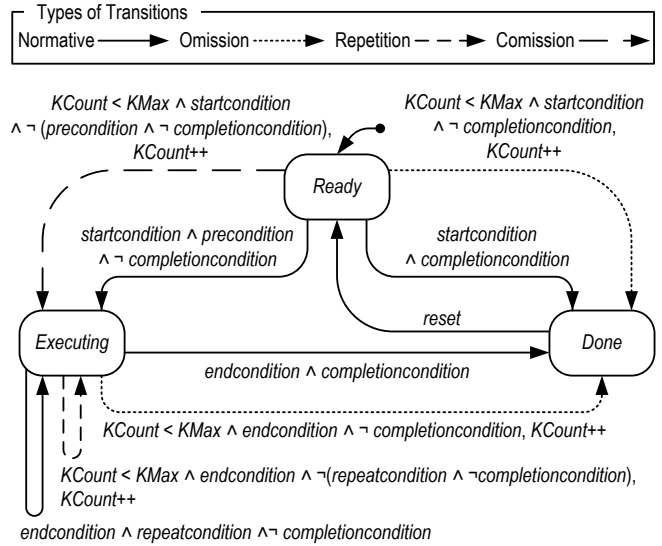 Types of Transitions
Normative Omission Repetition Comission
KCount < KMax ∧ startcondition
∧ ¬ (precondition ∧ ¬ completioncondition),
KCount++
KCount < KMax ∧ startcondition
∧ ¬ completioncondition,
KCount++
Ready
startcondition ∧ precondition
∧ ¬ completioncondition
startcondition
∧ completioncondition
reset
Executing
Done
endcondition ∧ completioncondition
KCount < KMax ∧ endcondition ∧ ¬ completioncondition, KCount++
KCount < KMax ∧ endcondition ∧ ¬(repeatcondition ∧ ¬completioncondition),
KCount++
endcondition ∧ repeatcondition ∧¬ completioncondition